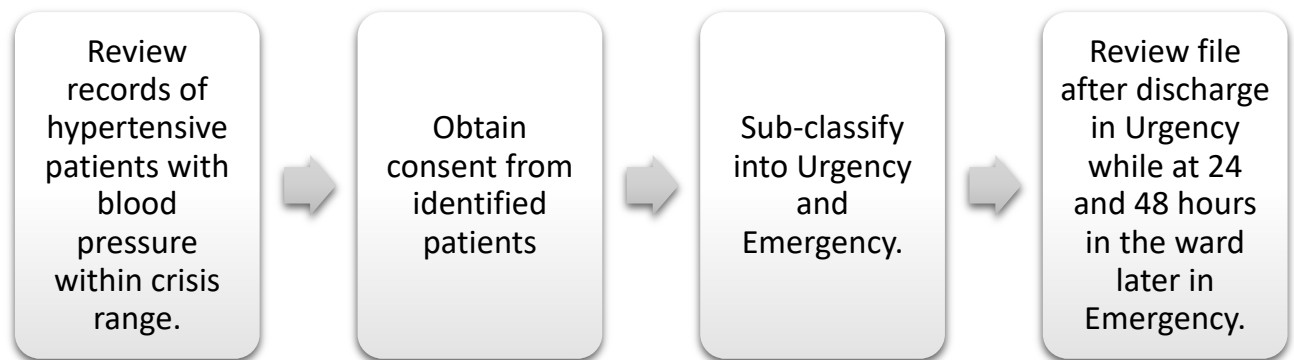 Review
records of
hypertensive
patients with
blood
pressure
within crisis
range.
Obtain
consent from
identified
patients
Sub-classify
into Urgency
and
Emergency.
Review file
after discharge
in Urgency
while at 24
and 48 hours
in the ward
later in
Emergency.